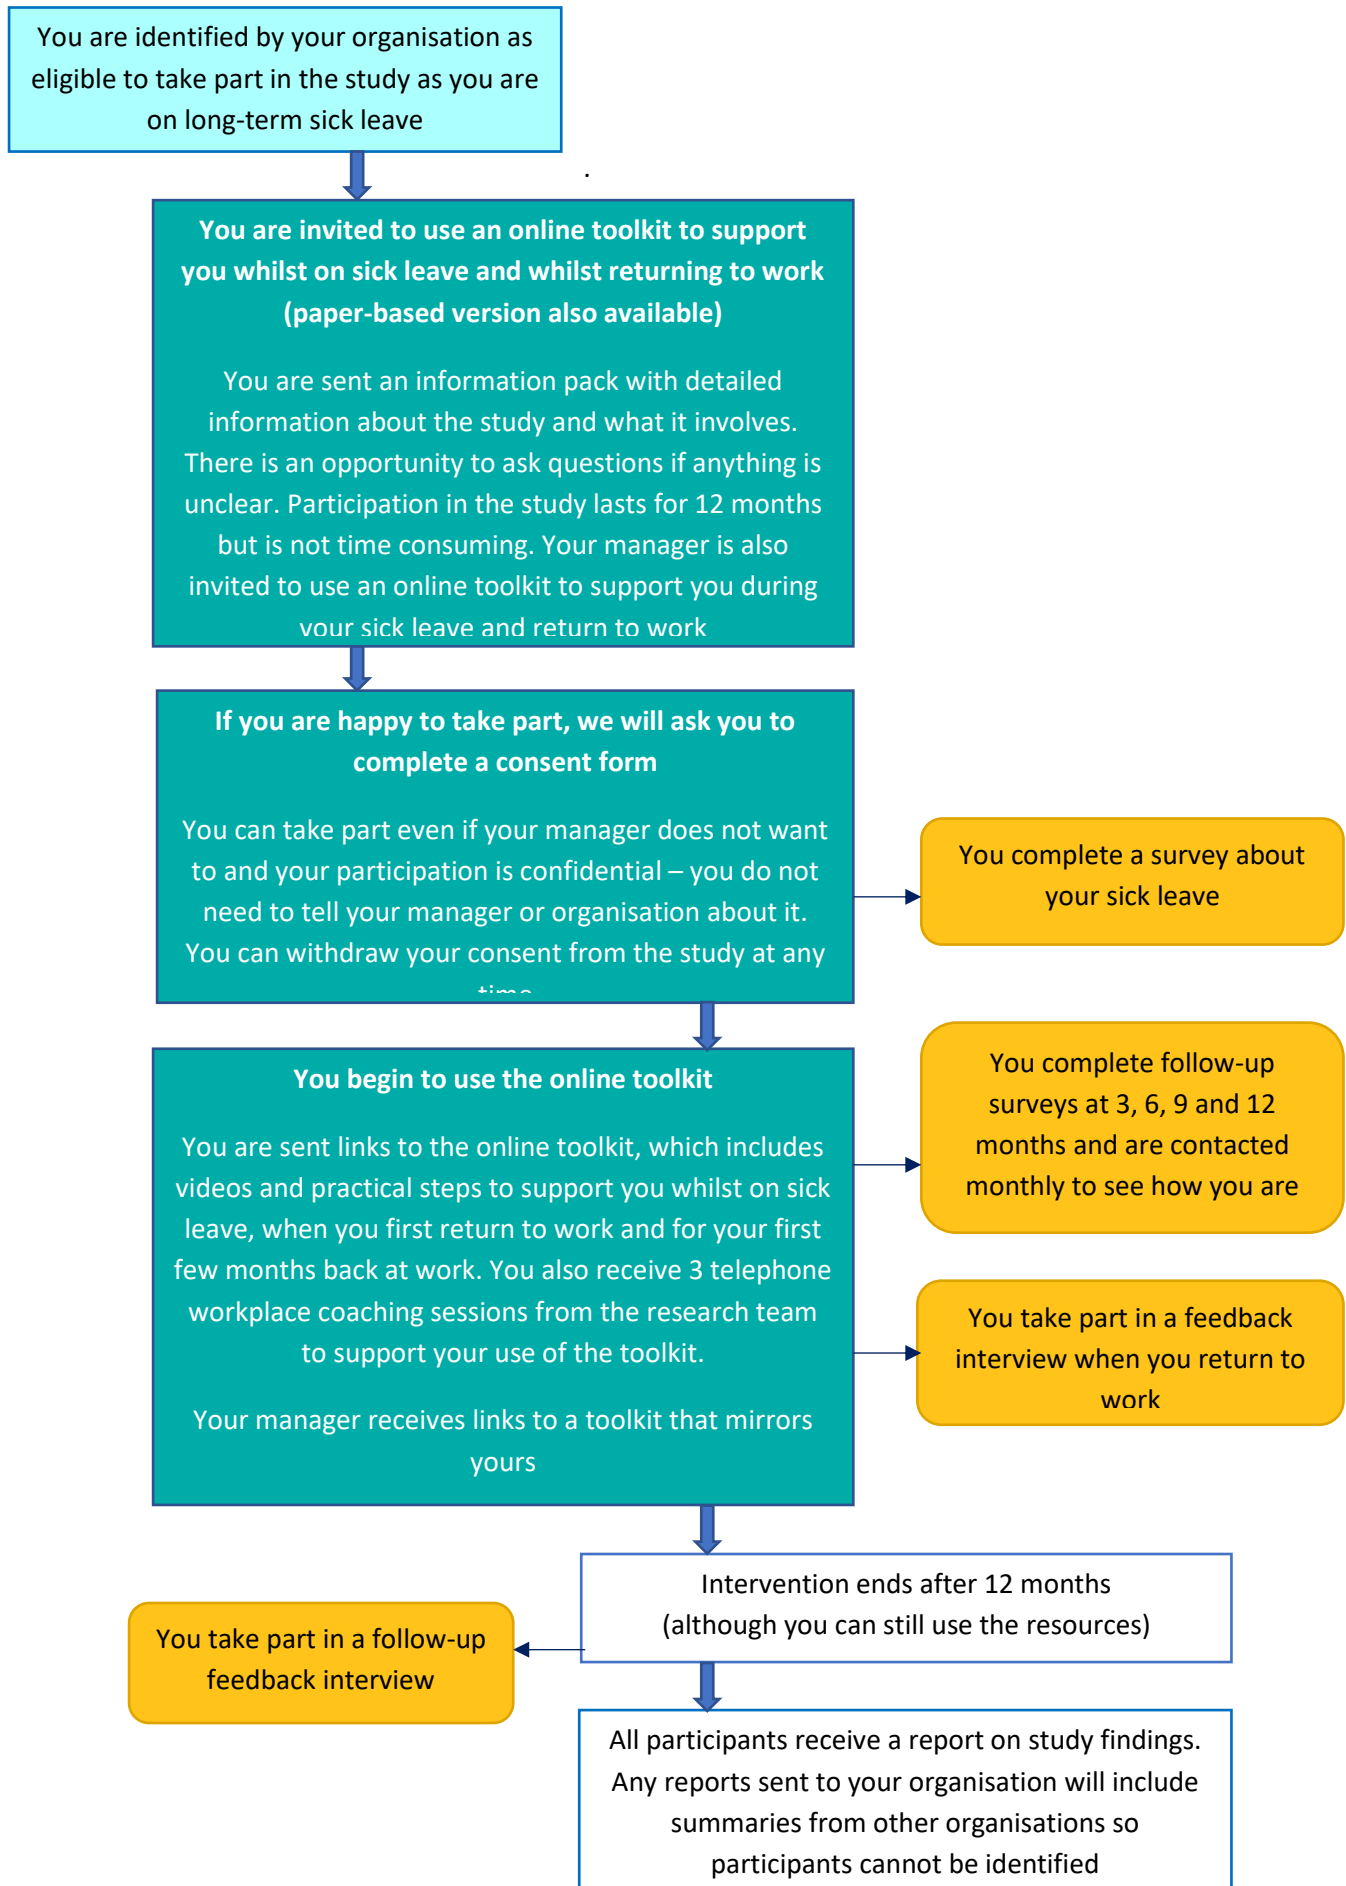 You are identified by your organisation as
eligible to take part in the study as you are
on long-term sick leave
.
You are invited to use an online toolkit to support
you whilst on sick leave and whilst returning to work
(paper-based version also available)
You are sent an information pack with detailed
information about the study and what it involves.
There is an opportunity to ask questions if anything is
unclear. Participation in the study lasts for 12 months
but is not time consuming. Your manager is also
invited to use an online toolkit to support you during
your sick leave and return to work
If you are happy to take part, we will ask you to
complete a consent form
You can take part even if your manager does not want
to and your participation is confidential – you do not
need to tell your manager or organisation about it.
You can withdraw your consent from the study at any
time
You complete a survey about
your sick leave
You begin to use the online toolkit
You are sent links to the online toolkit, which includes
videos and practical steps to support you whilst on sick
leave, when you first return to work and for your first
few months back at work. You also receive 3 telephone
workplace coaching sessions from the research team
to support your use of the toolkit.
Your manager receives links to a toolkit that mirrors
yours
You complete follow-up
surveys at 3, 6, 9 and 12
months and are contacted
monthly to see how you are
You take part in a feedback
interview when you return to
work
Intervention ends after 12 months
(although you can still use the resources)
You take part in a follow-up
feedback interview
All participants receive a report on study findings.
Any reports sent to your organisation will include
summaries from other organisations so
participants cannot be identified